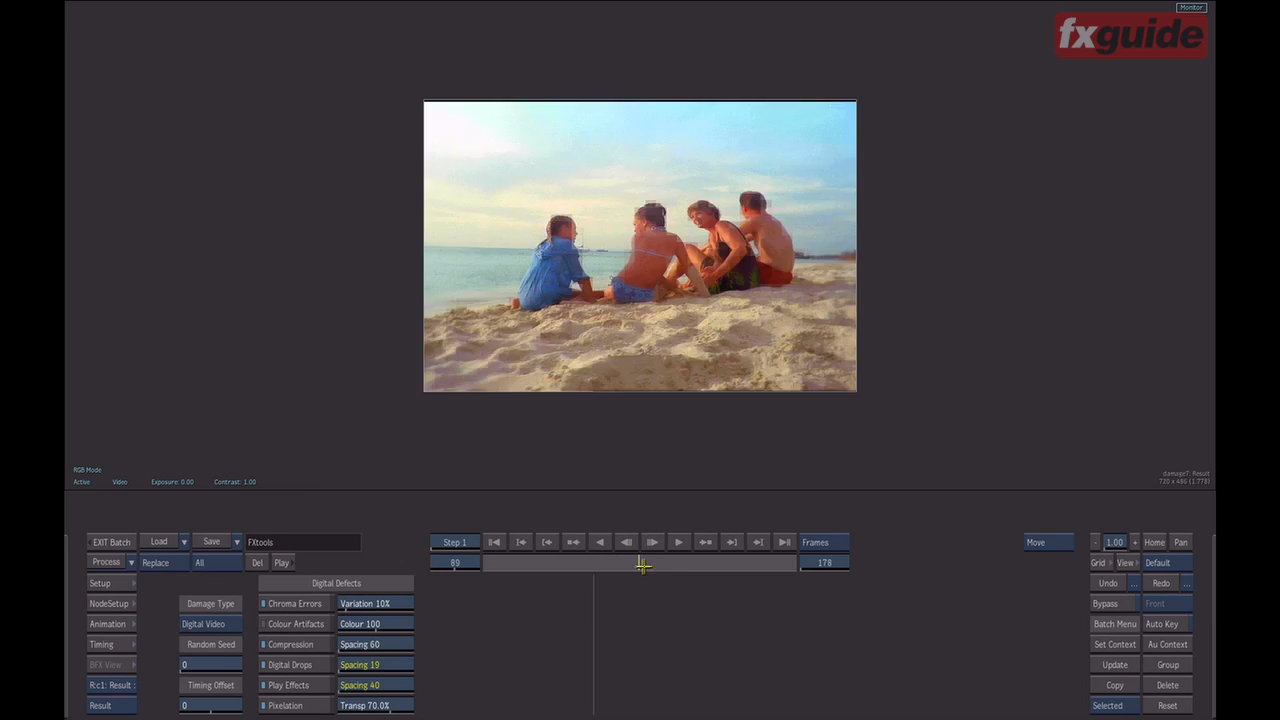 Monitor
fxguide
RGB Mode
Active Video Exposure: 0.00 Contrast: 1.00
damage7: Result
720 x 486 (1.778)
EXIT Batch Load Save FXtools Step 1 Frames Move - 1.00 + Home Pan
Process Replace All Del Play 89 178 Grid View Default
Setup Digital Defects Undo ... Redo ...
NodeSetup Damage Type Chroma Errors Variation 10% Bypass Front
Animation Digital Video Colour Artifacts Colour 100 Batch Menu Auto Key
Timing Random Seed Compression Spacing 60 Set Context Au Context
BFX View 0 Digital Drops Spacing 19 Update Group
R:c1: Result : Timing Offset Play Effects Spacing 40 Copy Delete
Result 0 Pixelation Transp 70.0% Selected Reset